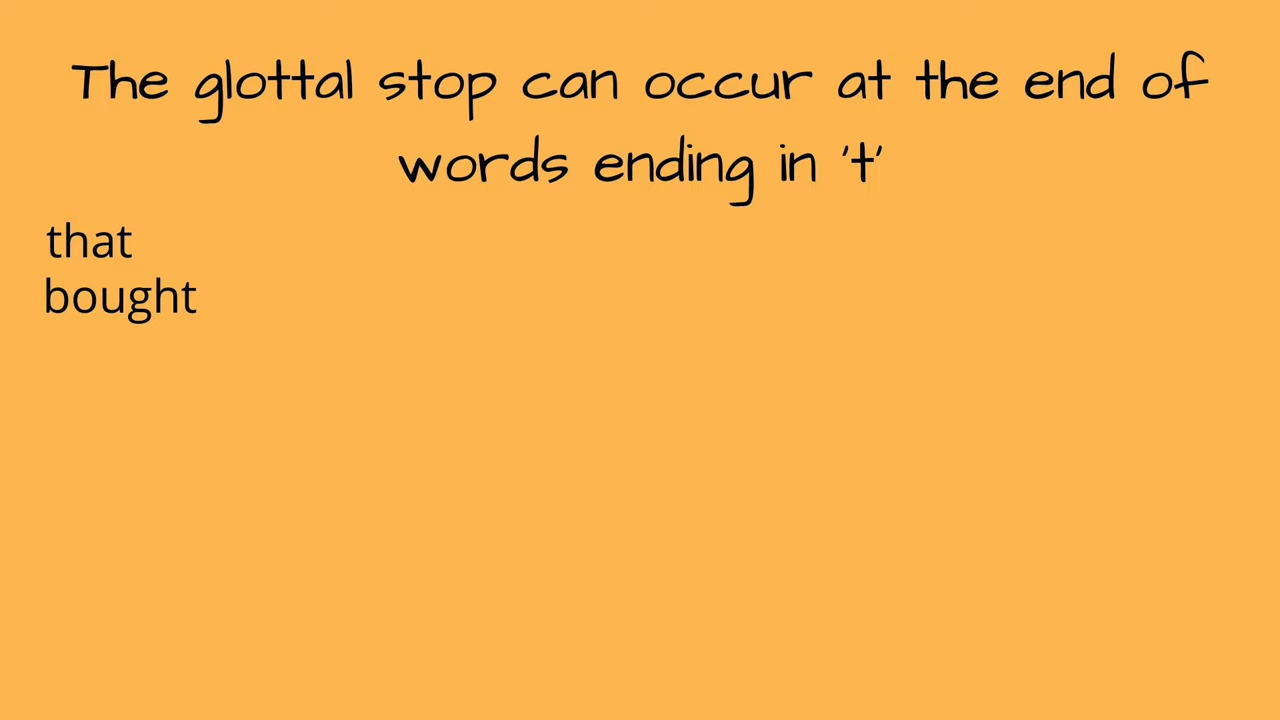 The glottal stop can occur at the end of
words ending in 't'
that
bought